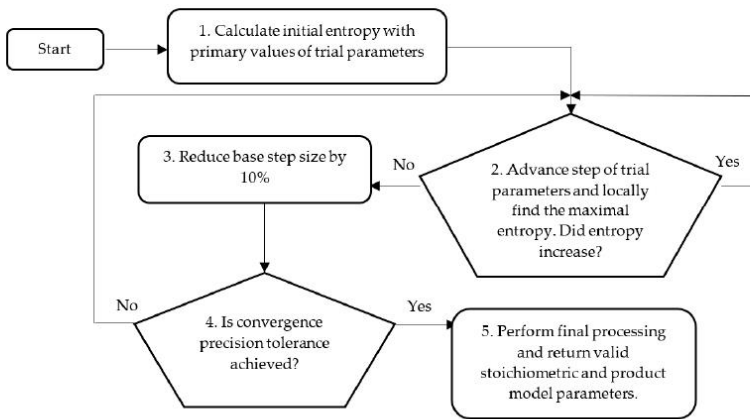 Start
1. Calculate initial entropy with
primary values of trial parameters
3. Reduce base step size by
10%
No
2. Advance step of trial
parameters and locally
find the maximal
entropy. Did entropy
increase?
Yes
No
4. Is convergence
precision tolerance
achieved?
Yes
5. Perform final processing
and return valid
stoichiometric and product
model parameters.